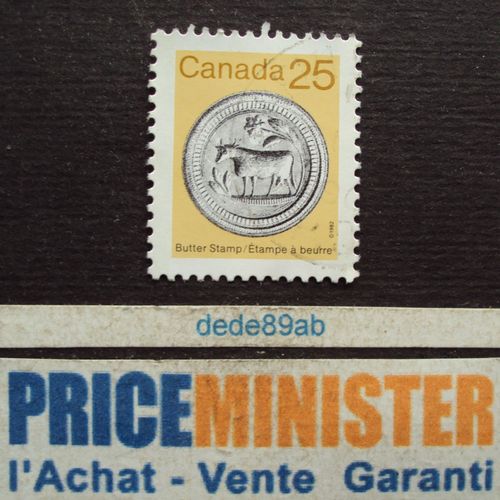 Canada 25
Butter Stamp/Étampe à beurre
©1982
dede89ab
PRICEMINISTER
l'Achat - Vente Garanti